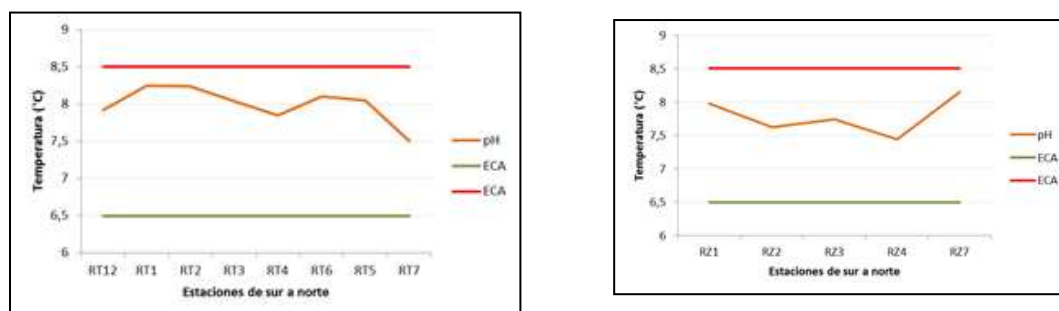 9
8,5
8
7,5
7
6,5
6
Temperatura (°C)
RT12 RT1 RT2 RT3 RT4 RT6 RT5 RT7
Estaciones de sur a norte
pH
ECA
ECA
9
8,5
8
7,5
7
6,5
6
Temperatura (°C)
RZ1 RZ2 RZ3 RZ4 RZ7
Estaciones de sur a norte
pH
ECA
ECA